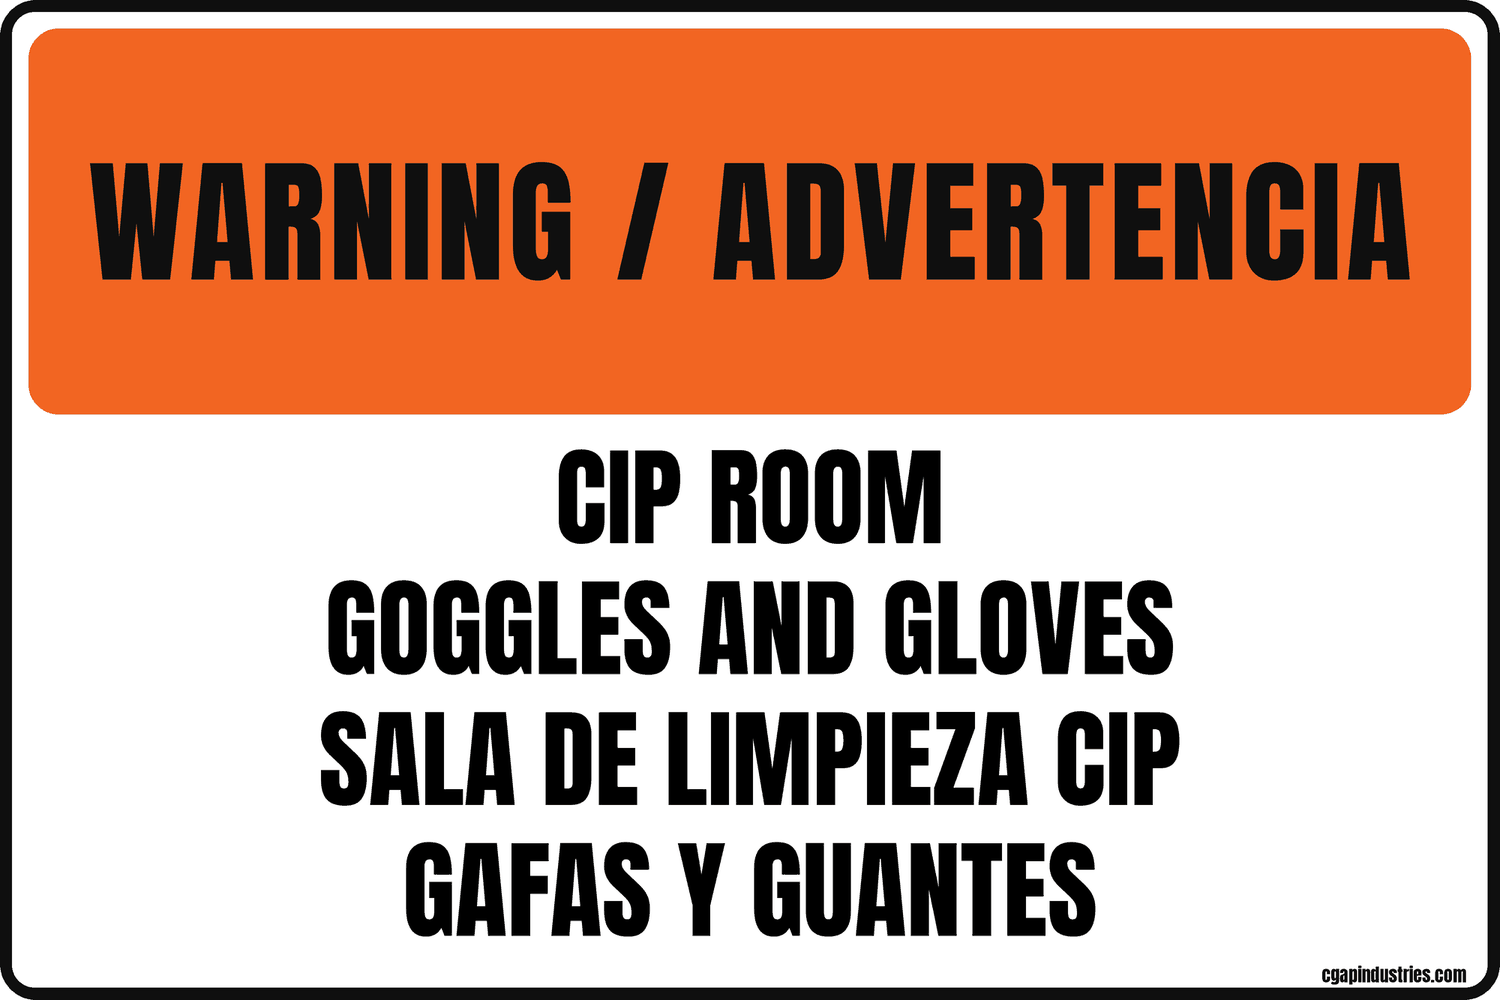 WARNING / ADVERTENCIA
CIP ROOM
GOGGLES AND GLOVES
SALA DE LIMPIEZA CIP
GAFAS Y GUANTES
cgapindustries.com